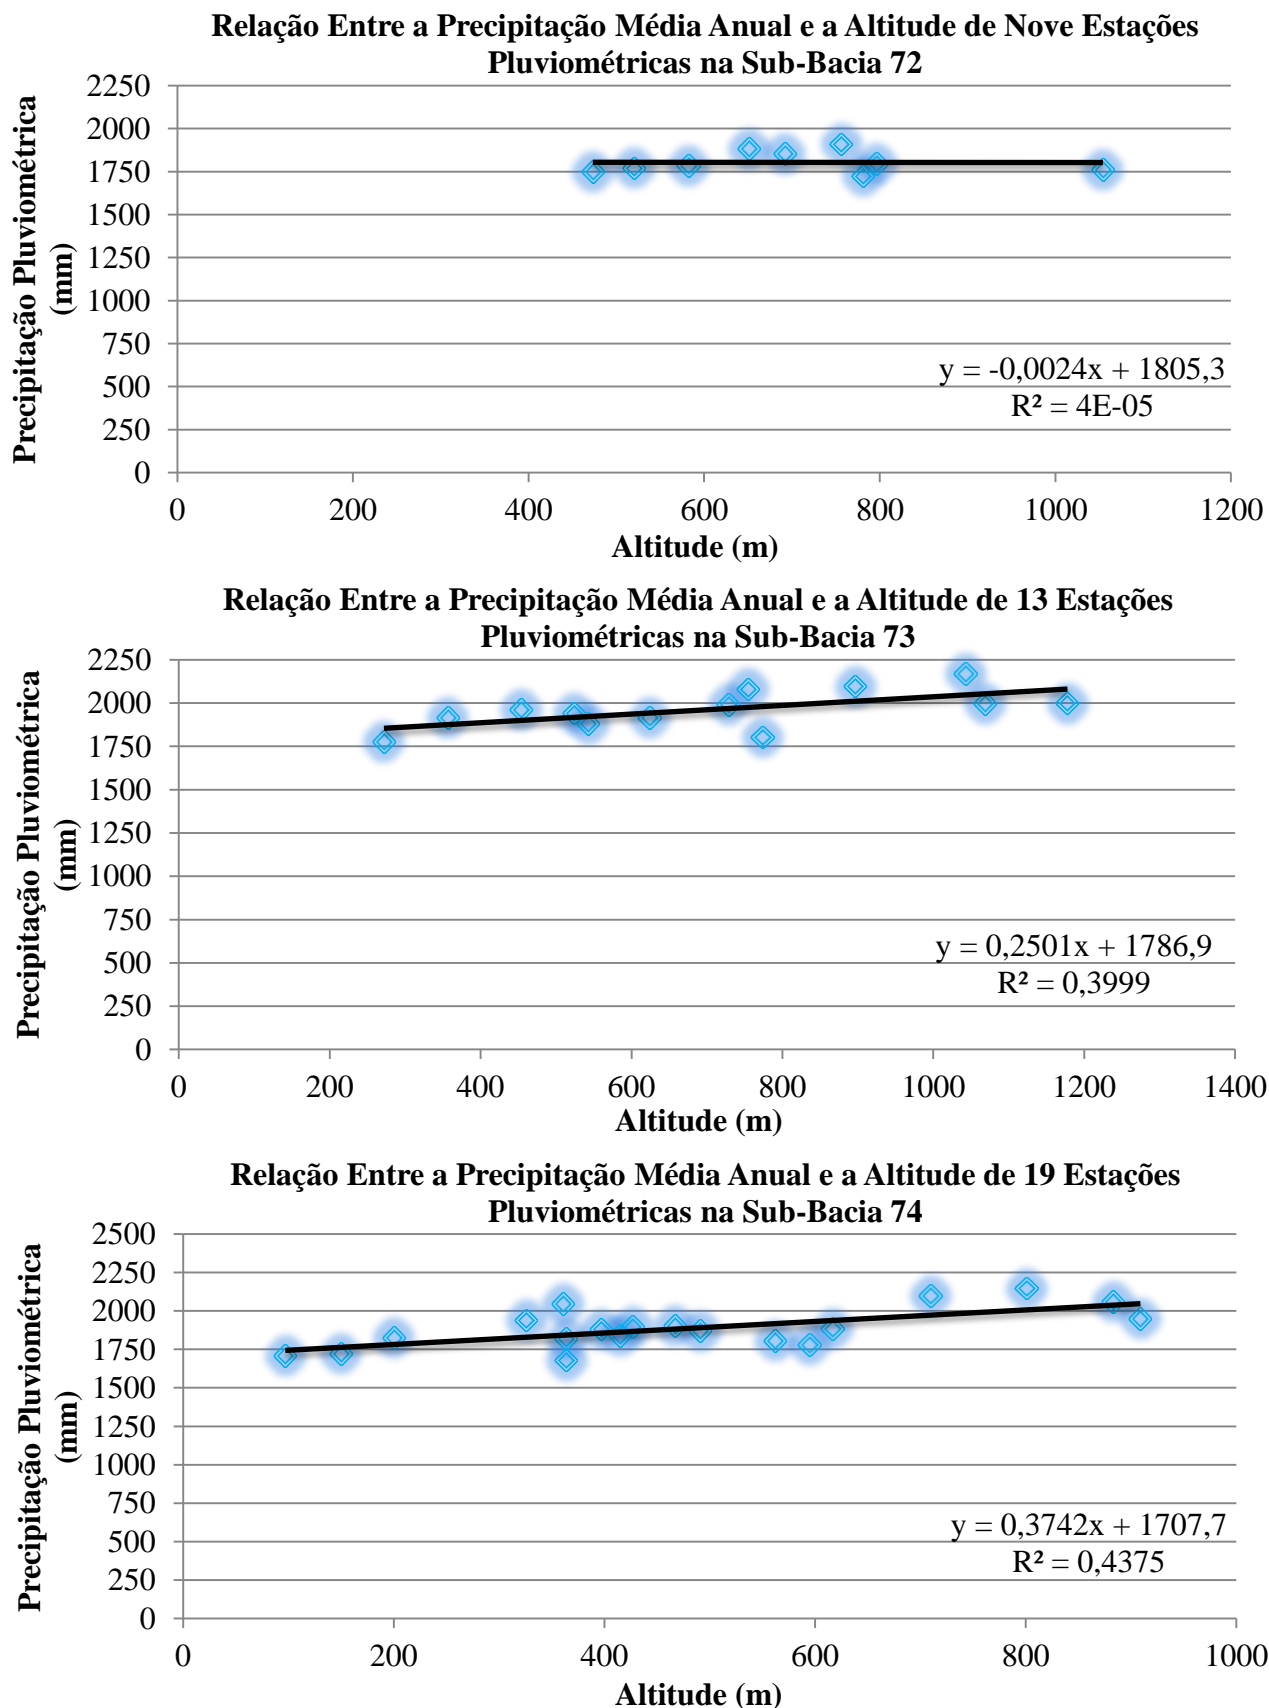 Relação Entre a Precipitação Média Anual e a Altitude de Nove Estações
Pluviométricas na Sub-Bacia 72
Precipitação Pluviométrica
(mm)
2250
2000
1750
1500
1250
1000
750
500
250
0
y = -0,0024x + 1805,3
R² = 4E-05
0 200 400 600 800 1000 1200
Altitude (m)
Relação Entre a Precipitação Média Anual e a Altitude de 13 Estações
Pluviométricas na Sub-Bacia 73
Precipitação Pluviométrica
(mm)
2250
2000
1750
1500
1250
1000
750
500
250
0
y = 0,2501x + 1786,9
R² = 0,3999
0 200 400 600 800 1000 1200 1400
Altitude (m)
Relação Entre a Precipitação Média Anual e a Altitude de 19 Estações
Pluviométricas na Sub-Bacia 74
Precipitação Pluviométrica
(mm)
2500
2250
2000
1750
1500
1250
1000
750
500
250
0
y = 0,3742x + 1707,7
R² = 0,4375
0 200 400 600 800 1000
Altitude (m)